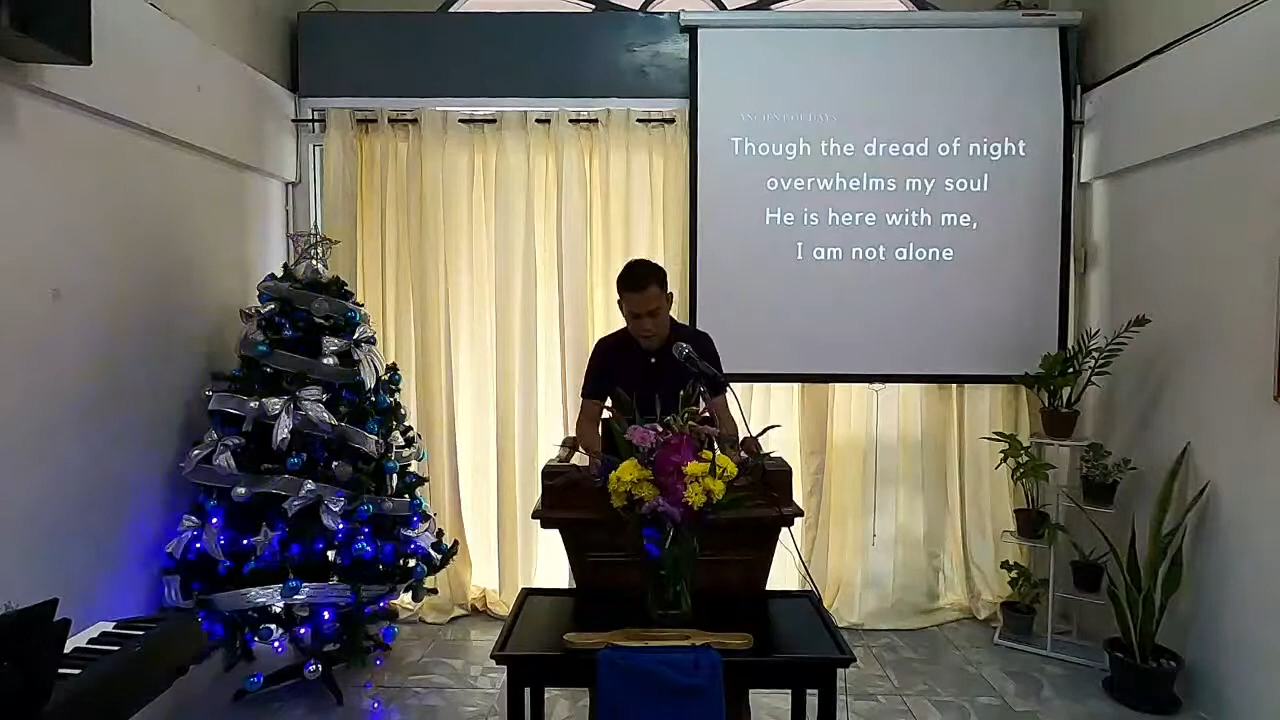 ANCIENT OF DAYS
Though the dread of night
overwhelms my soul
He is here with me,
I am not alone